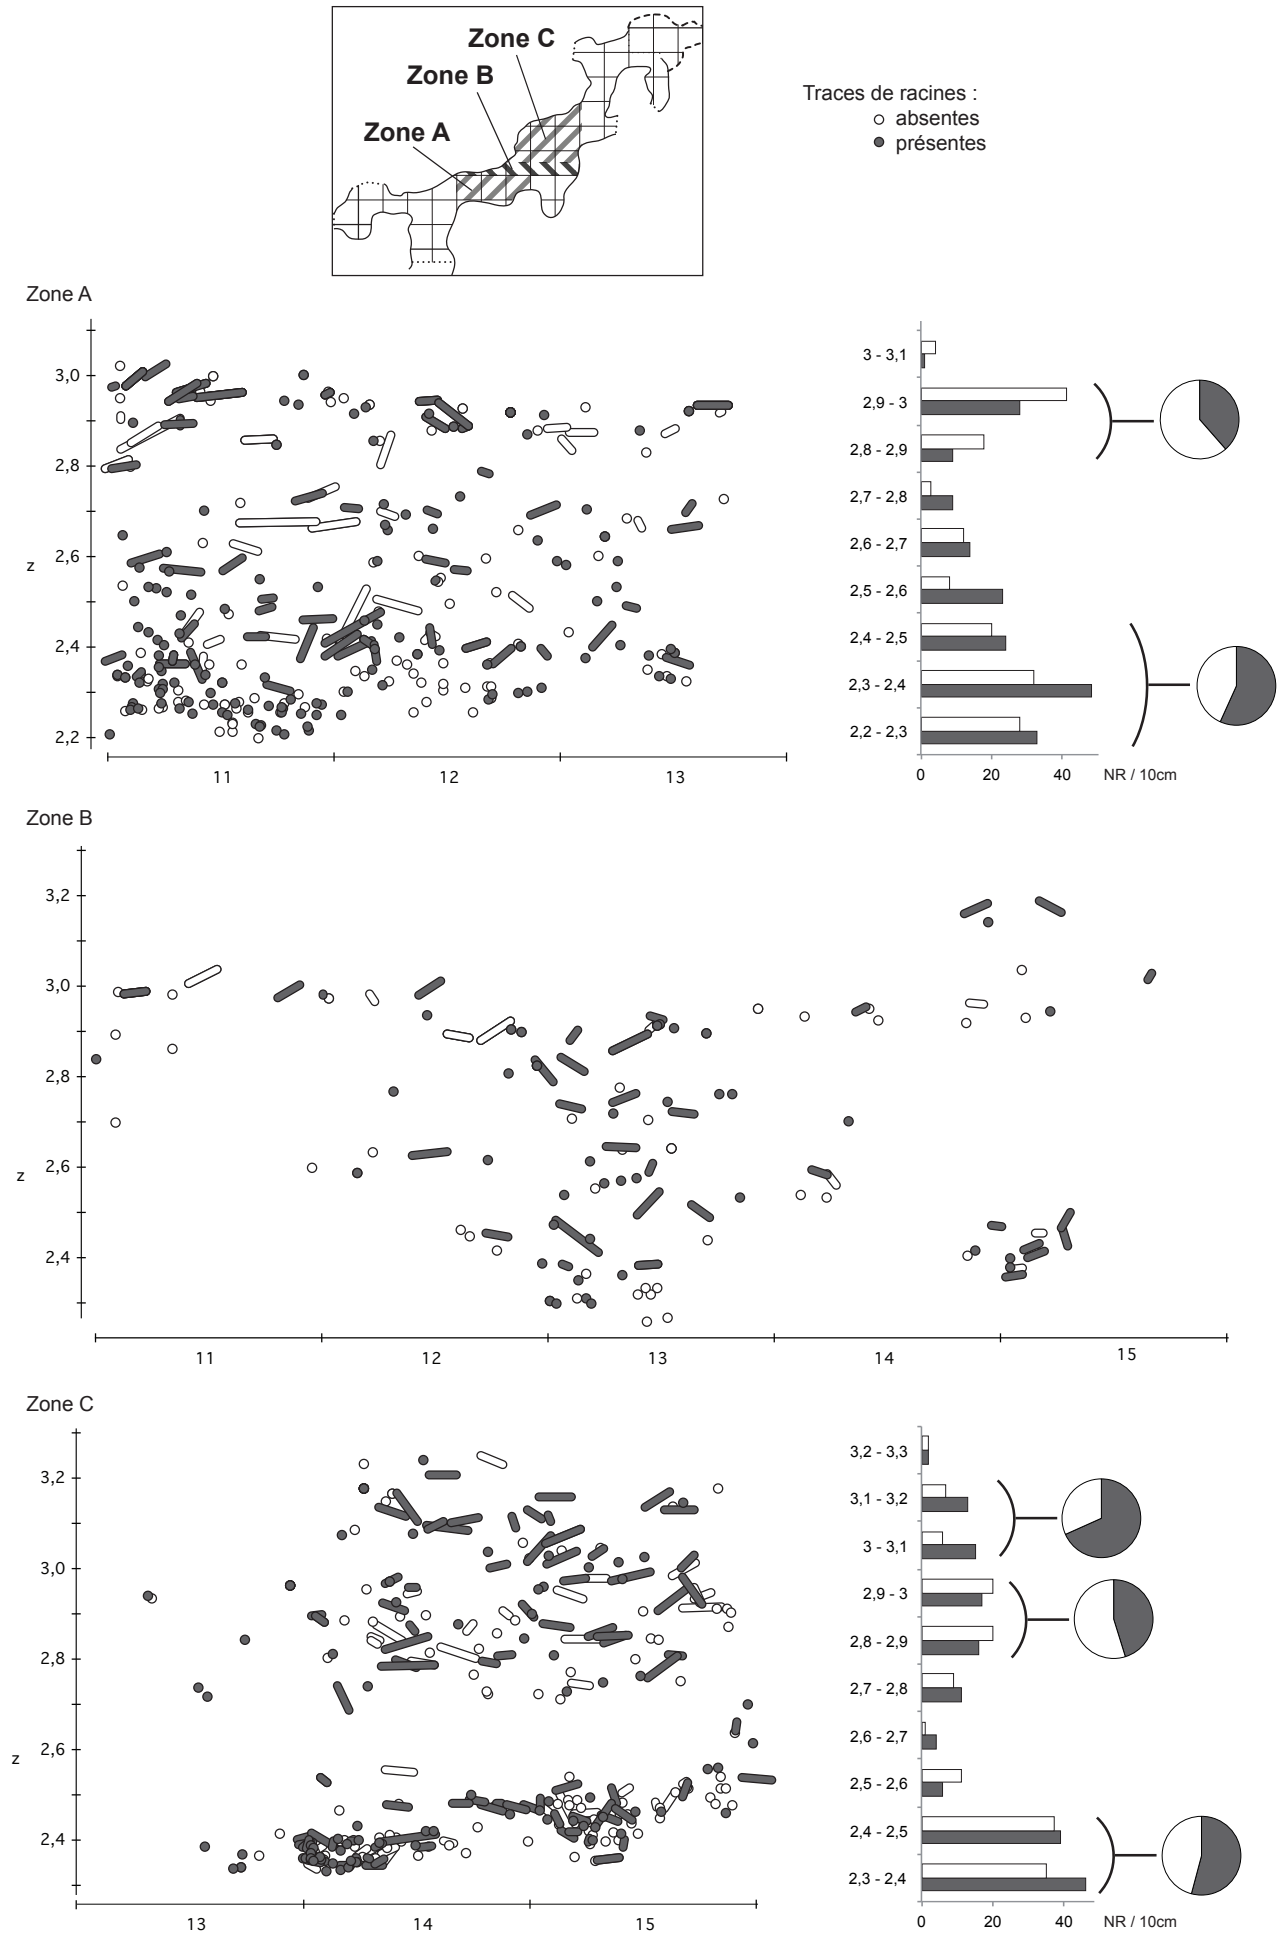 Zone C
Zone B
Zone A
Traces de racines :
absentes
présentes
Zone A
3,0
2,8
2,6
z
2,4
2,2
11 12 13
3 - 3,1
2,9 - 3
2,8 - 2,9
2,7 - 2,8
2,6 - 2,7
2,5 - 2,6
2,4 - 2,5
2,3 - 2,4
2,2 - 2,3
0 20 40 NR / 10cm
Zone B
3,2
3,0
2,8
2,6
z
2,4
11 12 13 14 15
Zone C
3,2
3,0
2,8
2,6
z
2,4
13 14 15
3,2 - 3,3
3,1 - 3,2
3 - 3,1
2,9 - 3
2,8 - 2,9
2,7 - 2,8
2,6 - 2,7
2,5 - 2,6
2,4 - 2,5
2,3 - 2,4
0 20 40 NR / 10cm